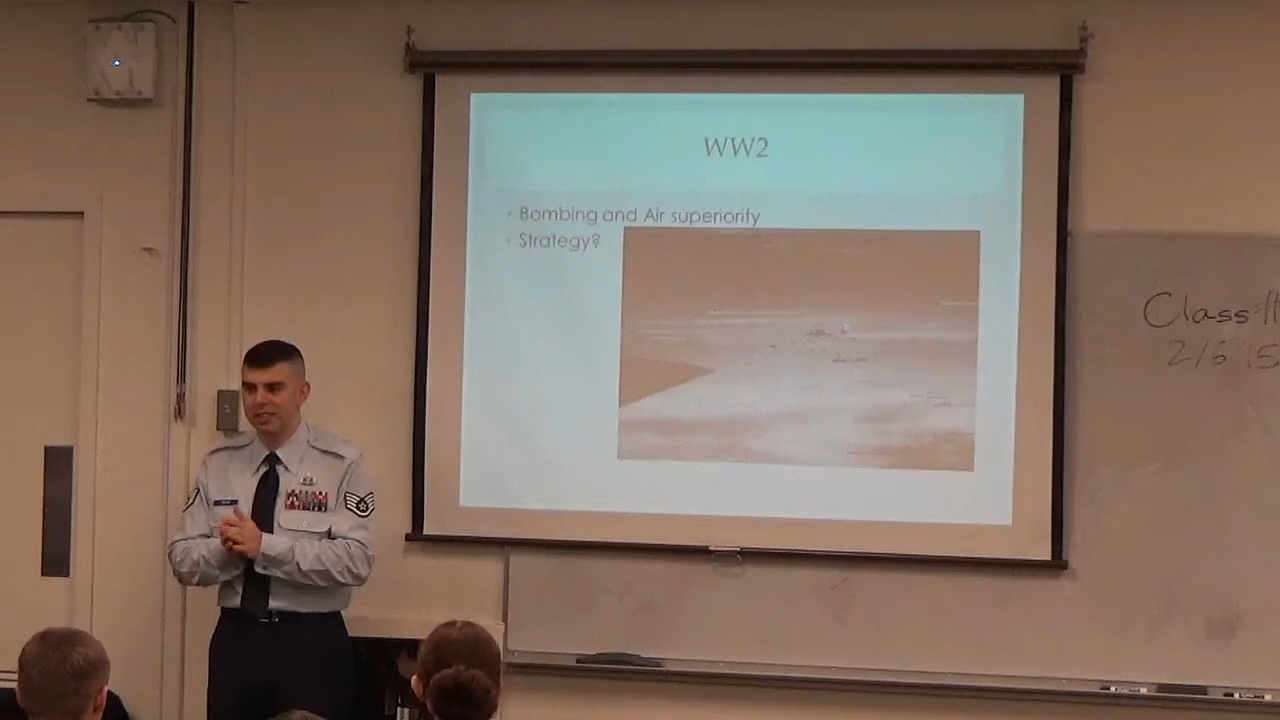 WW2
Bombing and Air superiority
Strategy?
Class
2/6/15